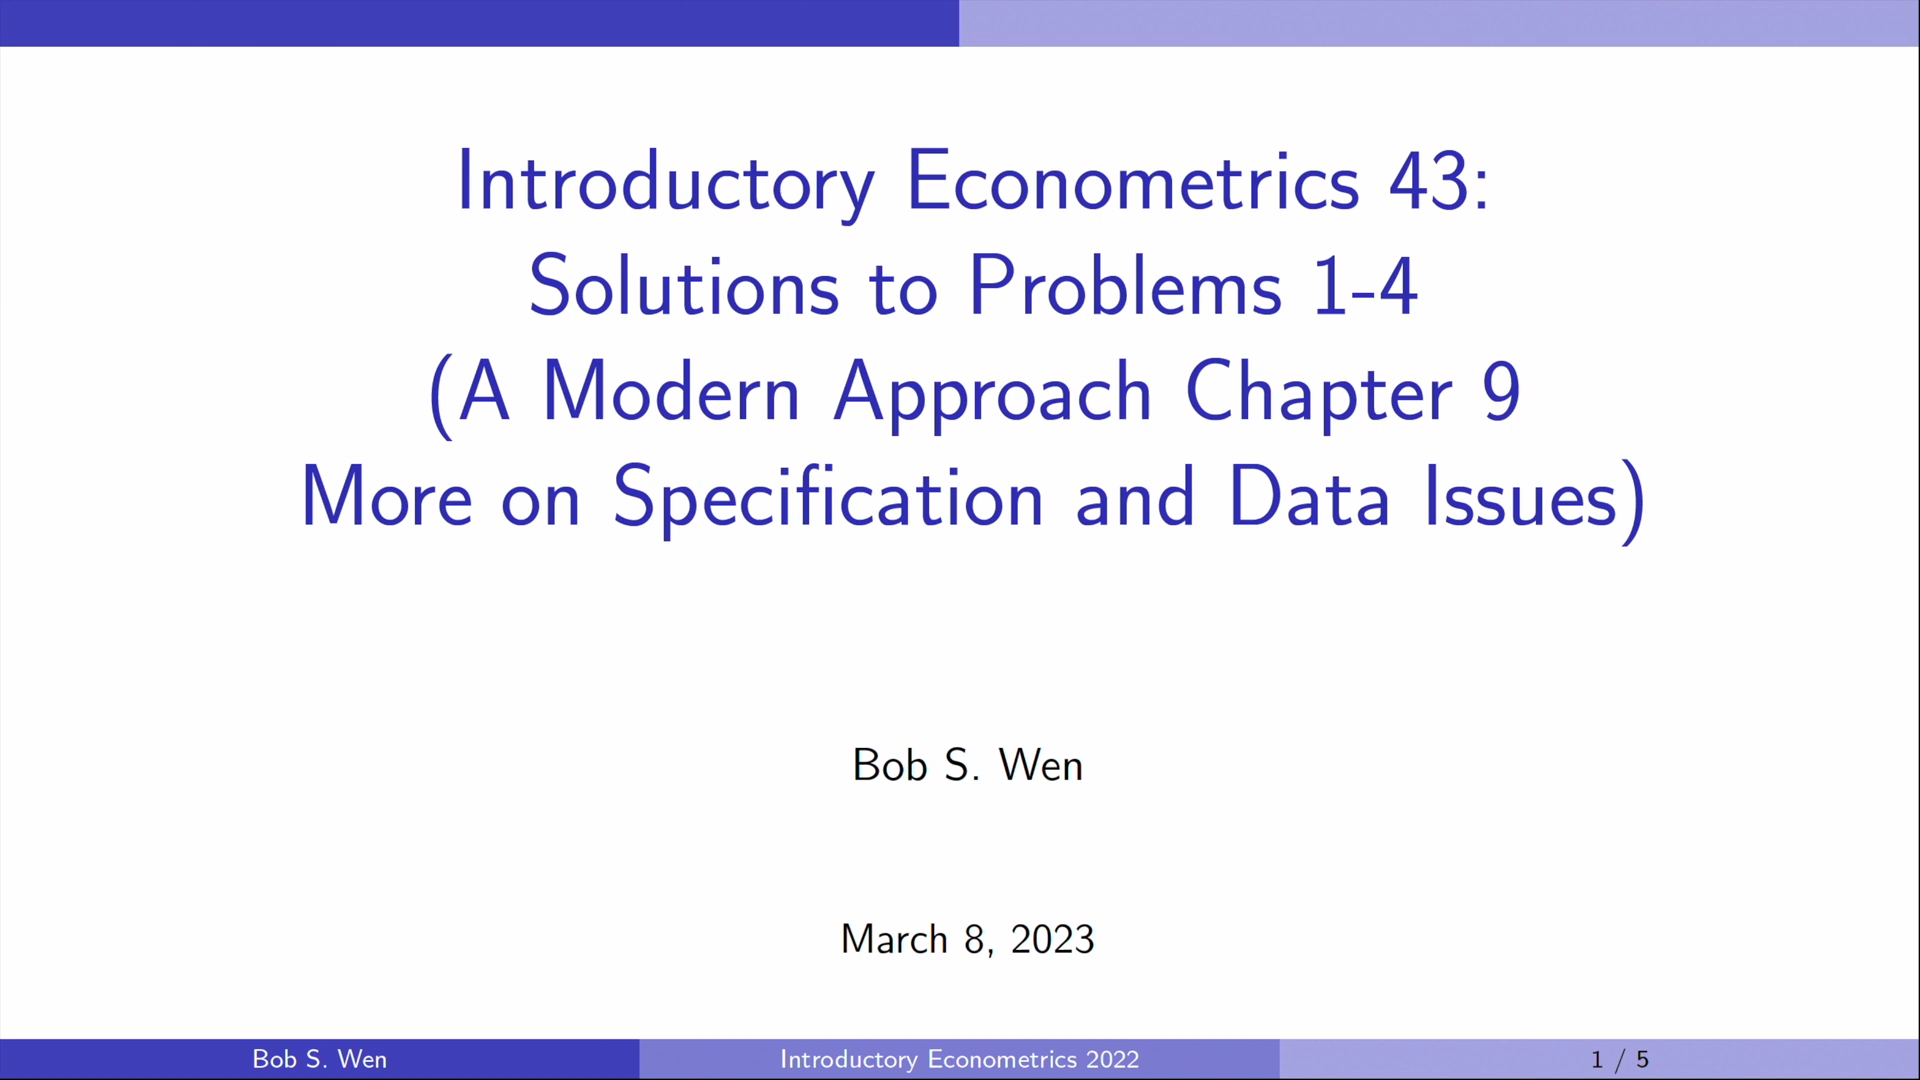 Introductory Econometrics 43:
Solutions to Problems 1-4
(A Modern Approach Chapter 9
More on Specification and Data Issues)
Bob S. Wen
March 8, 2023
Bob S. Wen
Introductory Econometrics 2022
1 / 5